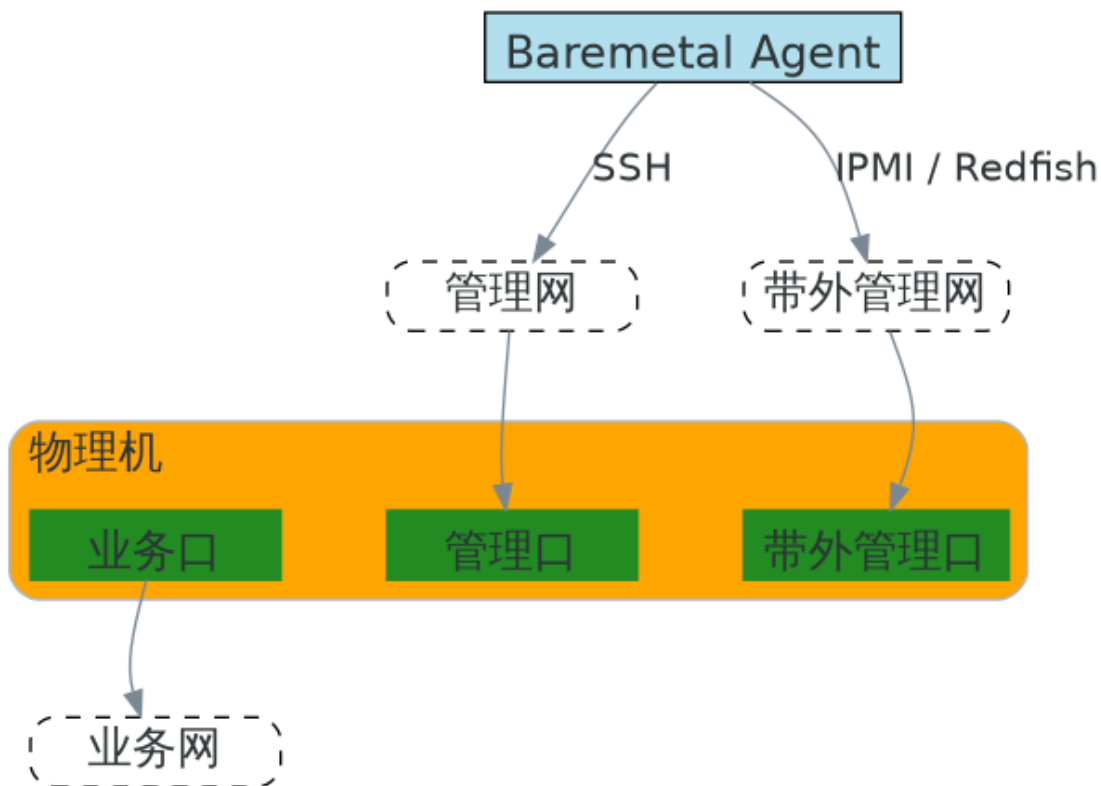 Baremetal Agent
SSH
IPMI / Redfish
管理网
带外管理网
物理机
业务口
管理口
带外管理口
业务网